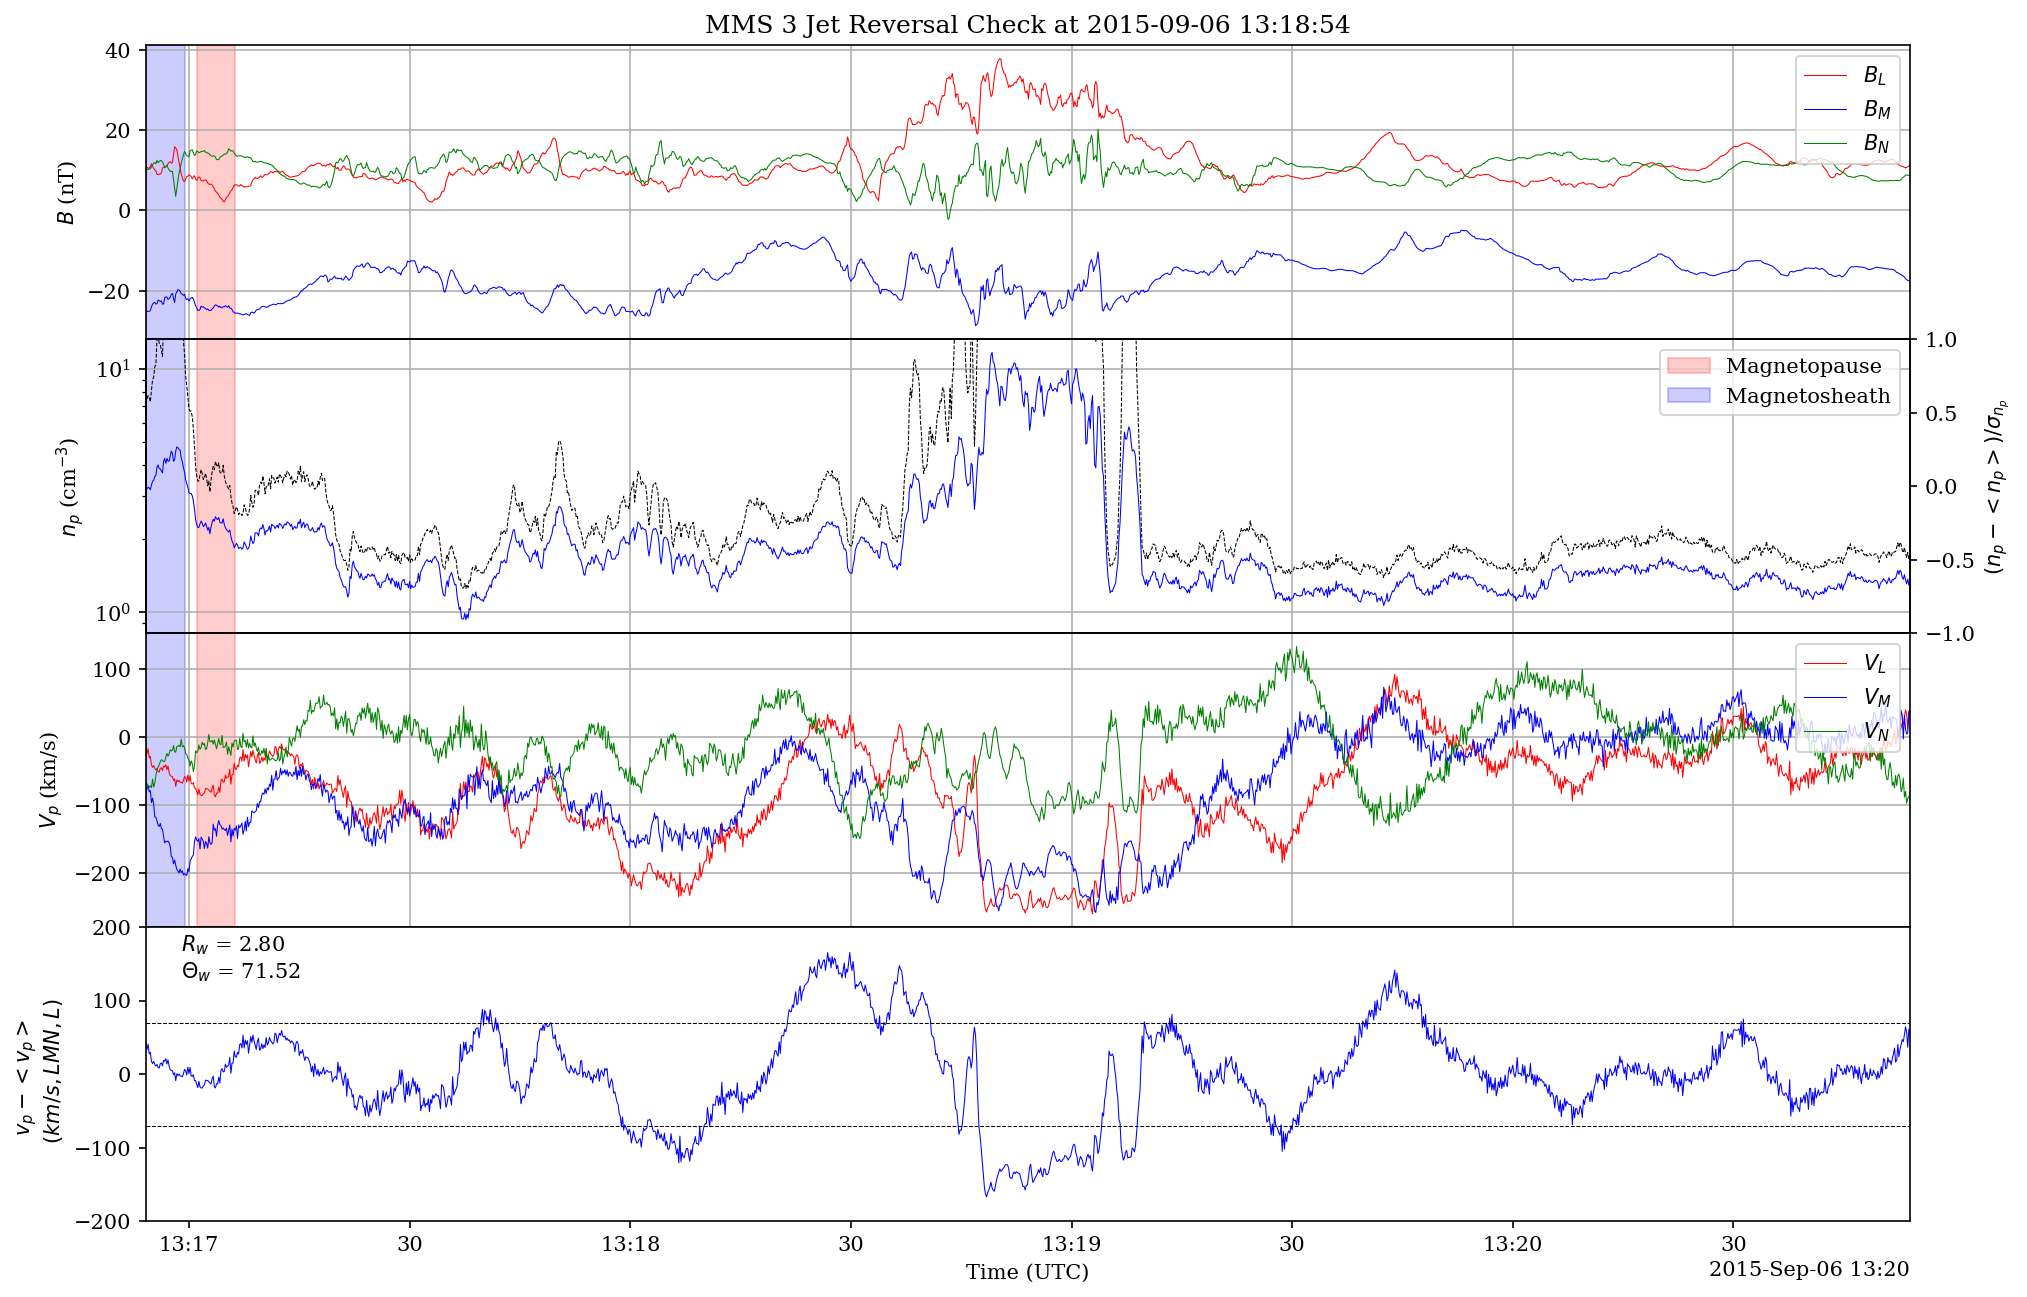 MMS 3 Jet Reversal Check at 2015-09-06 13:18:54
40
20
0
−20
B (nT)
B_L
B_M
B_N
10^1
10^0
n_p (cm^−3)
Magnetopause
Magnetosheath
1.0
0.5
0.0
−0.5
−1.0
(n_p − < n_p >)/σ_{n_p}
100
0
−100
−200
V_p (km/s)
V_L
V_M
V_N
200
100
0
−100
−200
v_p − < v_p >
(km/s, LMN, L)
R_w = 2.80
Θ_w = 71.52
13:17
30
13:18
30
13:19
30
13:20
30
Time (UTC)
2015-Sep-06 13:20